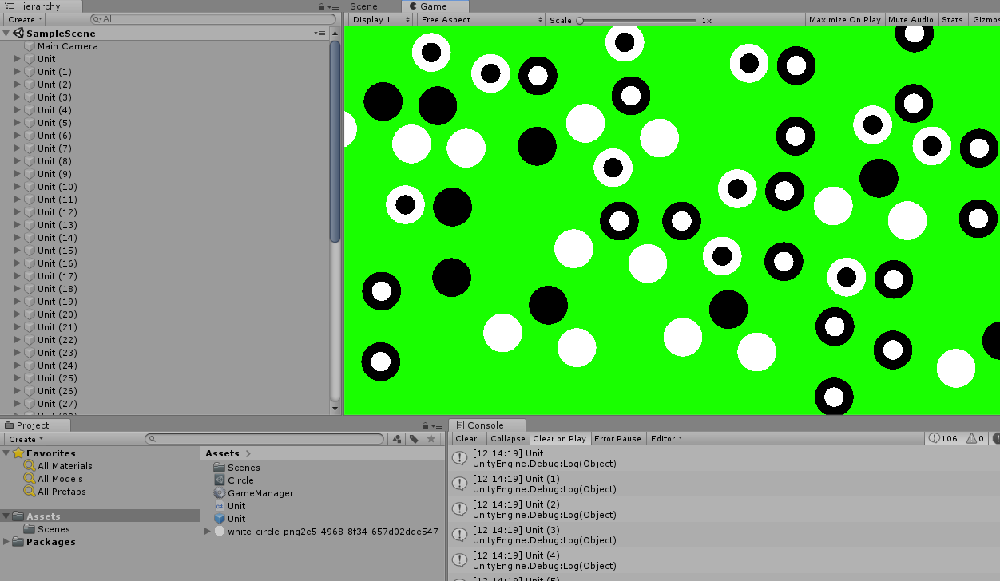 Hierarchy
Create
All
SampleScene
Main Camera
Unit
Unit (1)
Unit (2)
Unit (3)
Unit (4)
Unit (5)
Unit (6)
Unit (7)
Unit (8)
Unit (9)
Unit (10)
Unit (11)
Unit (12)
Unit (13)
Unit (14)
Unit (15)
Unit (16)
Unit (17)
Unit (18)
Unit (19)
Unit (20)
Unit (21)
Unit (22)
Unit (23)
Unit (24)
Unit (25)
Unit (26)
Unit (27)
Scene Game
Display 1 Free Aspect Scale 1x Maximize On Play Mute Audio Stats Gizmos
Project
Create
Favorites
All Materials
All Models
All Prefabs
Assets
Scenes
Packages
Assets
Scenes
Circle
GameManager
Unit
Unit
white-circle-png2e5-4968-8f34-657d02dde547
Console
Clear Collapse Clear on Play Error Pause Editor 106 0
[12:14:19] Unit
UnityEngine.Debug:Log(Object)
[12:14:19] Unit (1)
UnityEngine.Debug:Log(Object)
[12:14:19] Unit (2)
UnityEngine.Debug:Log(Object)
[12:14:19] Unit (3)
UnityEngine.Debug:Log(Object)
[12:14:19] Unit (4)
UnityEngine.Debug:Log(Object)